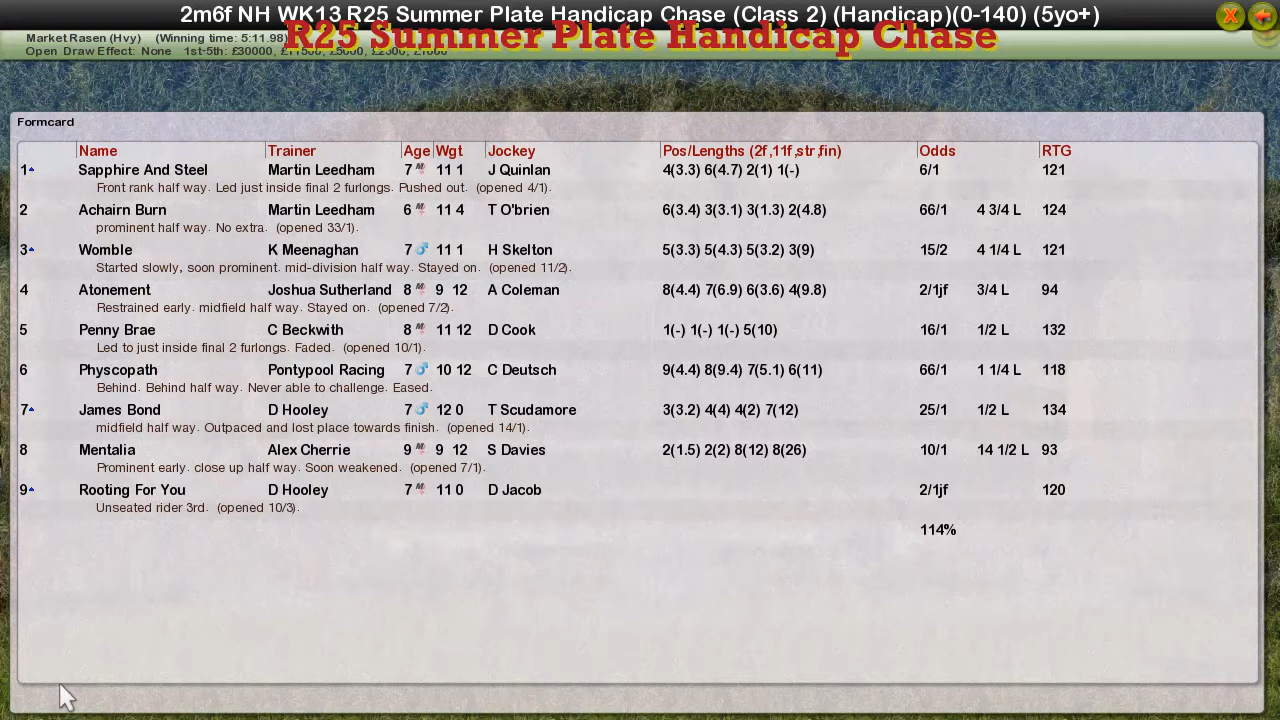 2m6f NH WK13 R25 Summer Plate Handicap Chase (Class 2) (Handicap)(0-140) (5yo+)
R25 Summer Plate Handicap Chase
Market Rasen (Hvy) (Winning time: 5:11.98)
Open Draw Effect: None 1st-5th: £30000, £11500, £5000, £2500, £1000
Formcard
Name Trainer Age Wgt Jockey Pos/Lengths (2f,11f,str,fin) Odds RTG
1 Sapphire And Steel Martin Leedham 7 11 1 J Quinlan 4(3.3) 6(4.7) 2(1) 1(-) 6/1 121
Front rank half way. Led just inside final 2 furlongs. Pushed out. (opened 4/1).
2 Achairn Burn Martin Leedham 6 11 4 T O'brien 6(3.4) 3(3.1) 3(1.3) 2(4.8) 66/1 4 3/4 L 124
prominent half way. No extra. (opened 33/1).
3 Womble K Meenaghan 7 11 1 H Skelton 5(3.3) 5(4.3) 5(3.2) 3(9) 15/2 4 1/4 L 121
Started slowly, soon prominent. mid-division half way. Stayed on. (opened 11/2).
4 Atonement Joshua Sutherland 8 9 12 A Coleman 8(4.4) 7(6.9) 6(3.6) 4(9.8) 2/1jf 3/4 L 94
Restrained early. midfield half way. Stayed on. (opened 7/2).
5 Penny Brae C Beckwith 8 11 12 D Cook 1(-) 1(-) 1(-) 5(10) 16/1 1/2 L 132
Led to just inside final 2 furlongs. Faded. (opened 10/1).
6 Physcopath Pontypool Racing 7 10 12 C Deutsch 9(4.4) 8(9.4) 7(5.1) 6(11) 66/1 1 1/4 L 118
Behind. Behind half way. Never able to challenge. Eased.
7 James Bond D Hooley 7 12 0 T Scudamore 3(3.2) 4(4) 4(2) 7(12) 25/1 1/2 L 134
midfield half way. Outpaced and lost place towards finish. (opened 14/1).
8 Mentalia Alex Cherrie 9 9 12 S Davies 2(1.5) 2(2) 8(12) 8(26) 10/1 14 1/2 L 93
Prominent early. close up half way. Soon weakened. (opened 7/1).
9 Rooting For You D Hooley 7 11 0 D Jacob 2/1jf 120
Unseated rider 3rd. (opened 10/3).
114%